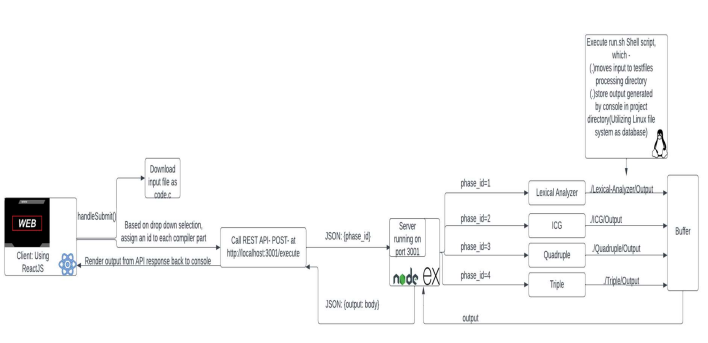 Execute run.sh Shell script,
which -
(.)moves input to testfiles
processing directory
(.)store output generated
by console in project
directory(Utilizing Linux file
system as database)
Download
input file as
code.c
handleSubmit()
WEB
Client: Using
ReactJS
Based on drop down selection,
assign an id to each compiler part
Render output from API response back to console
Call REST API- POST- at
http://localhost:3001/execute
JSON: {phase_id}
JSON: {output: body}
Server
running on
port 3001
node ex
phase_id=1
Lexical Analyzer
/Lexical-Analyzer/Output
phase_id=2
ICG
./ICG/Output
phase_id=3
Quadruple
./Quadruple/Output
phase_id=4
Triple
./Triple/Output
Buffer
output